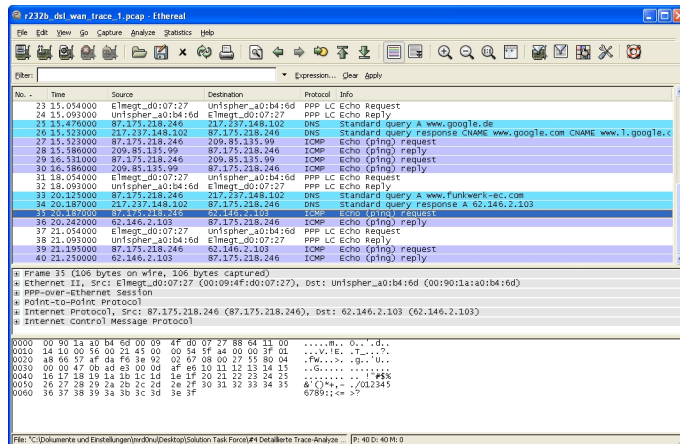 r232b_dsl_wan_trace_1.pcap - Ethereal
File Edit View Go Capture Analyze Statistics Help
Filter: Expression... Clear Apply
No. - Time Source Destination Protocol Info
23 15.054000 Elmegt_d0:07:27 Unispher_a0:b4:6d PPP LC Echo Request
24 15.093000 Unispher_a0:b4:6d Elmegt_d0:07:27 PPP LC Echo Reply
25 15.476000 87.175.218.246 217.237.148.102 DNS Standard query A www.google.de
26 15.523000 217.237.148.102 87.175.218.246 DNS Standard query response CNAME www.google.com CNAME www.l.google.c
27 15.523000 87.175.218.246 209.85.135.99 ICMP Echo (ping) request
28 15.586000 209.85.135.99 87.175.218.246 ICMP Echo (ping) reply
29 16.531000 87.175.218.246 209.85.135.99 ICMP Echo (ping) request
30 16.586000 209.85.135.99 87.175.218.246 ICMP Echo (ping) reply
31 18.054000 Elmegt_d0:07:27 Unispher_a0:b4:6d PPP LC Echo Request
32 18.093000 Unispher_a0:b4:6d Elmegt_d0:07:27 PPP LC Echo Reply
33 20.125000 87.175.218.246 217.237.148.102 DNS Standard query A www.funkwerk-ec.com
34 20.187000 217.237.148.102 87.175.218.246 DNS Standard query response A 62.146.2.103
35 20.187000 87.175.218.246 62.146.2.103 ICMP Echo (ping) request
36 20.242000 62.146.2.103 87.175.218.246 ICMP Echo (ping) reply
37 21.054000 Elmegt_d0:07:27 Unispher_a0:b4:6d PPP LC Echo Request
38 21.093000 Unispher_a0:b4:6d Elmegt_d0:07:27 PPP LC Echo Reply
39 21.195000 87.175.218.246 62.146.2.103 ICMP Echo (ping) request
40 21.250000 62.146.2.103 87.175.218.246 ICMP Echo (ping) reply
Frame 35 (106 bytes on wire, 106 bytes captured)
Ethernet II, Src: Elmegt_d0:07:27 (00:09:4f:d0:07:27), Dst: Unispher_a0:b4:6d (00:90:1a:a0:b4:6d)
PPP-over-Ethernet Session
Point-to-Point Protocol
Internet Protocol, Src: 87.175.218.246 (87.175.218.246), Dst: 62.146.2.103 (62.146.2.103)
Internet Control Message Protocol
0000 00 90 1a a0 b4 6d 00 09 4f d0 07 27 88 64 11 00 .....m.. O..'.d..
0010 14 10 00 56 00 21 45 00 00 54 5f a4 00 00 3f 01 ...V.!E. .T_...?.
0020 a8 66 57 af da f6 3e 92 02 67 08 00 27 55 80 04 .fW...>. .g..'U..
0030 00 00 47 0b ad e3 00 0d af e6 10 11 12 13 14 15 ..G..... ........
0040 16 17 18 19 1a 1b 1c 1d 1e 1f 20 21 22 23 24 25 ........ .. !"#$%
0050 26 27 28 29 2a 2b 2c 2d 2e 2f 30 31 32 33 34 35 &'()*+,- ./012345
0060 36 37 38 39 3a 3b 3c 3d 3e 3f 6789:;<= >?
File: "C:\Dokumente und Einstellungen\mrd0nu\Desktop\Solution Task Force\#4 Detaillierte Trace-Analyze ... P: 40 D: 40 M: 0